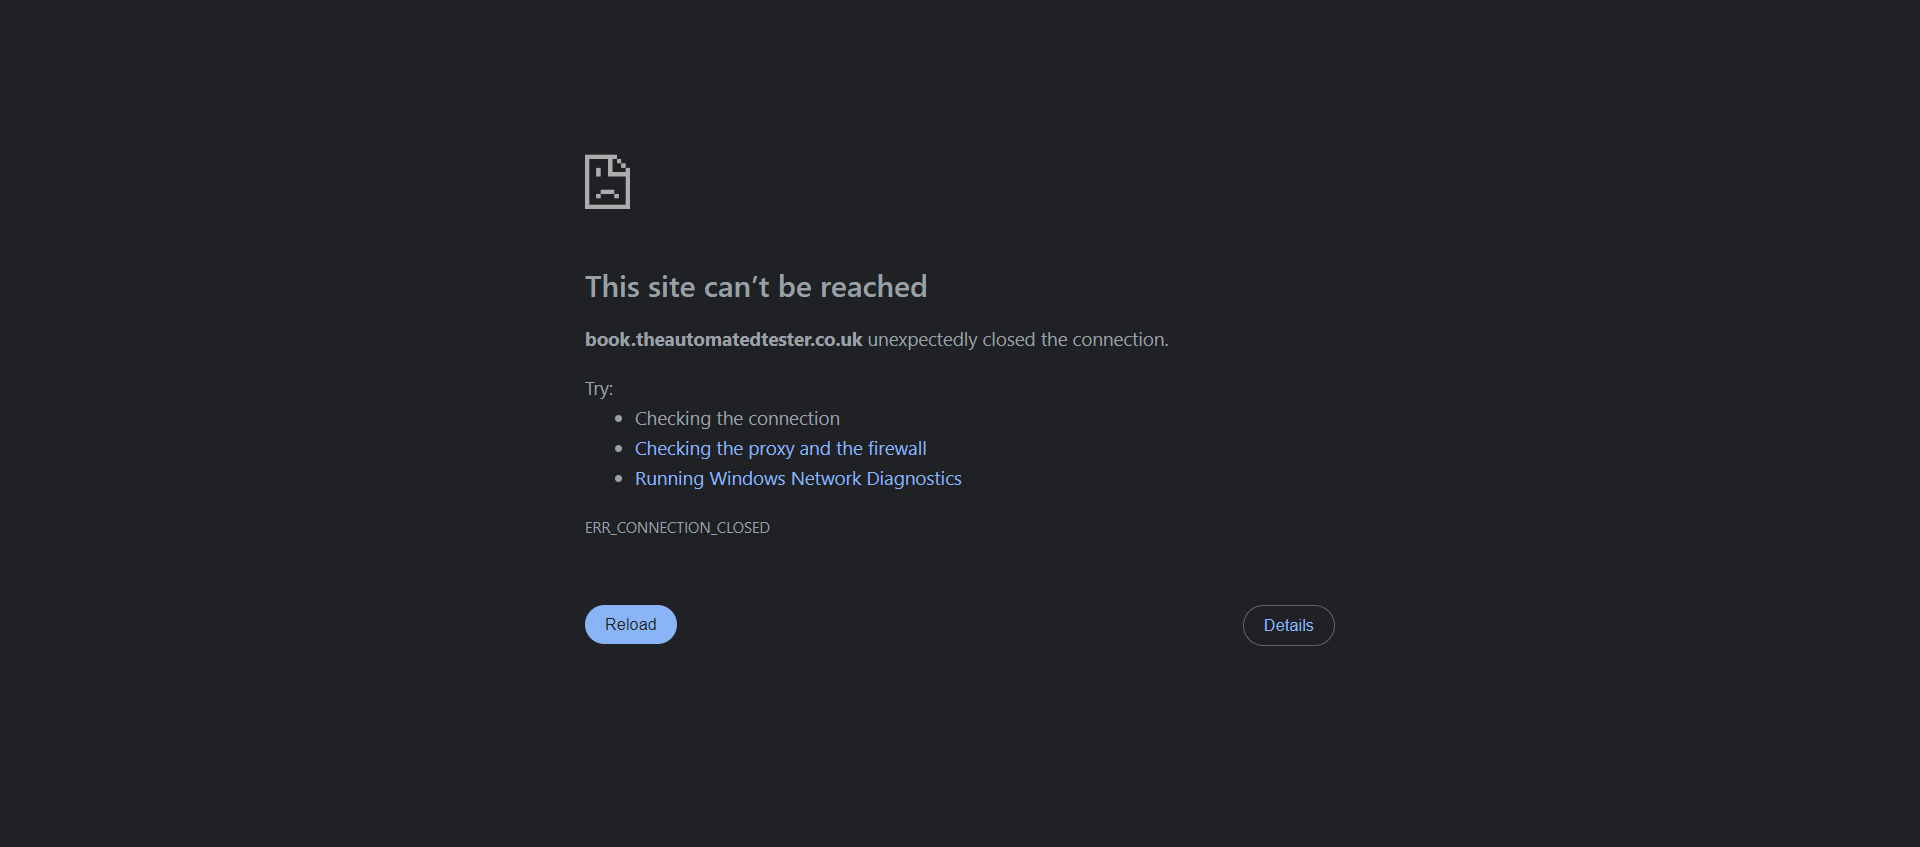 This site can’t be reached
book.theautomatedtester.co.uk unexpectedly closed the connection.
Try:
Checking the connection
Checking the proxy and the firewall
Running Windows Network Diagnostics
ERR_CONNECTION_CLOSED
Reload
Details